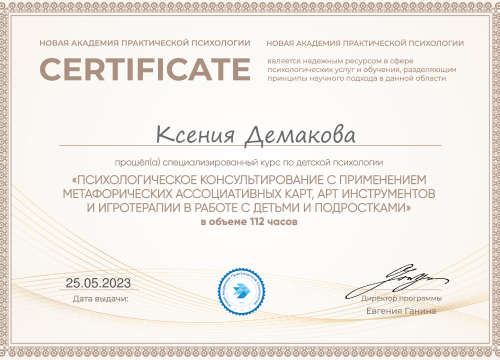 НОВАЯ АКАДЕМИЯ ПРАКТИЧЕСКОЙ ПСИХОЛОГИИ
CERTIFICATE
НОВАЯ АКАДЕМИЯ ПРАКТИЧЕСКОЙ ПСИХОЛОГИИ
является надежным ресурсом в сфере
психологических услуг и обучения, разделяющим
принципы научного подхода в данной области
Ксения Демакова
прошёл(а) специализированный курс по детской психологии
«ПСИХОЛОГИЧЕСКОЕ КОНСУЛЬТИРОВАНИЕ С ПРИМЕНЕНИЕМ
МЕТАФОРИЧЕСКИХ АССОЦИАТИВНЫХ КАРТ, АРТ ИНСТРУМЕНТОВ
И ИГРОТЕРАПИИ В РАБОТЕ С ДЕТЬМИ И ПОДРОСТКАМИ»
в объеме 112 часов
25.05.2023
Дата выдачи:
Директор программы
Евгения Ганина